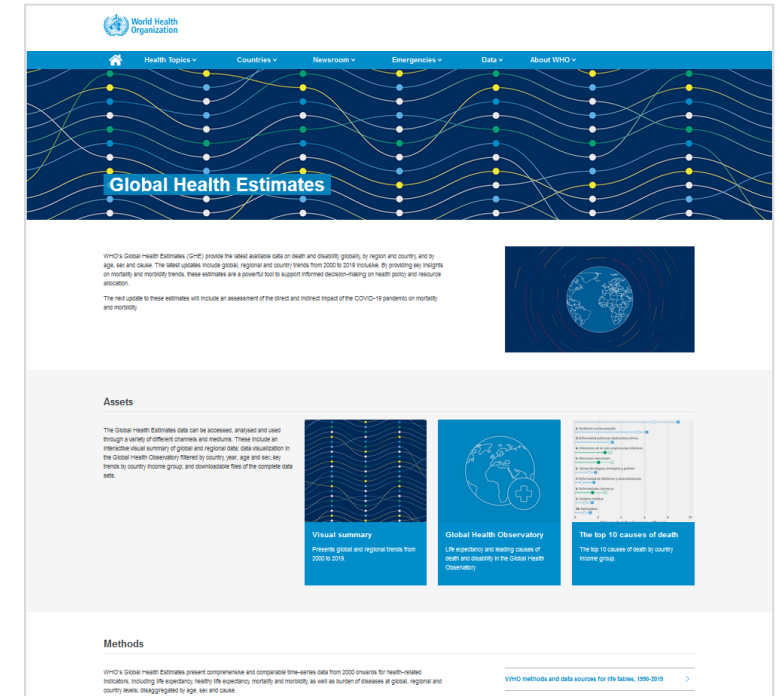 World Health
Organization
Health Topics
Countries
Newsroom
Emergencies
Data
About WHO
Global Health Estimates
WHO's Global Health Estimates (GHE) provide the latest available data on death and disability globally, by region and country, and by
age, sex and cause. The latest updates include global, regional and country trends from 2000 to 2019 inclusive. By providing key insights
on mortality and morbidity trends, these estimates are a powerful tool to support informed decision-making on health policy and resource
allocation.
The next update to these estimates will include an assessment of the direct and indirect impact of the COVID-19 pandemic on mortality
and morbidity
Assets
The Global Health Estimates data can be accessed, analysed and used
through a variety of different channels and mediums. These include an
interactive visual summary of global and regional data; data visualization in
the Global Health Observatory filtered by country, year, age and sex; key
trends by country income group; and downloadable files of the complete data
sets.
Visual summary
Presents global and regional trends from
2000 to 2019.
Global Health Observatory
Life expectancy and leading causes of
death and disability in the Global Health
Observatory
The top 10 causes of death
The top 10 causes of death by country
income group.
Methods
WHO's Global Health Estimates present comprehensive and comparable time-series data from 2000 onwards for health-related
indicators, including life expectancy, healthy life expectancy, mortality and morbidity, as well as burden of diseases at global, regional and
country levels, disaggregated by age, sex and cause.
WHO methods and data sources for life tables, 1990-2019